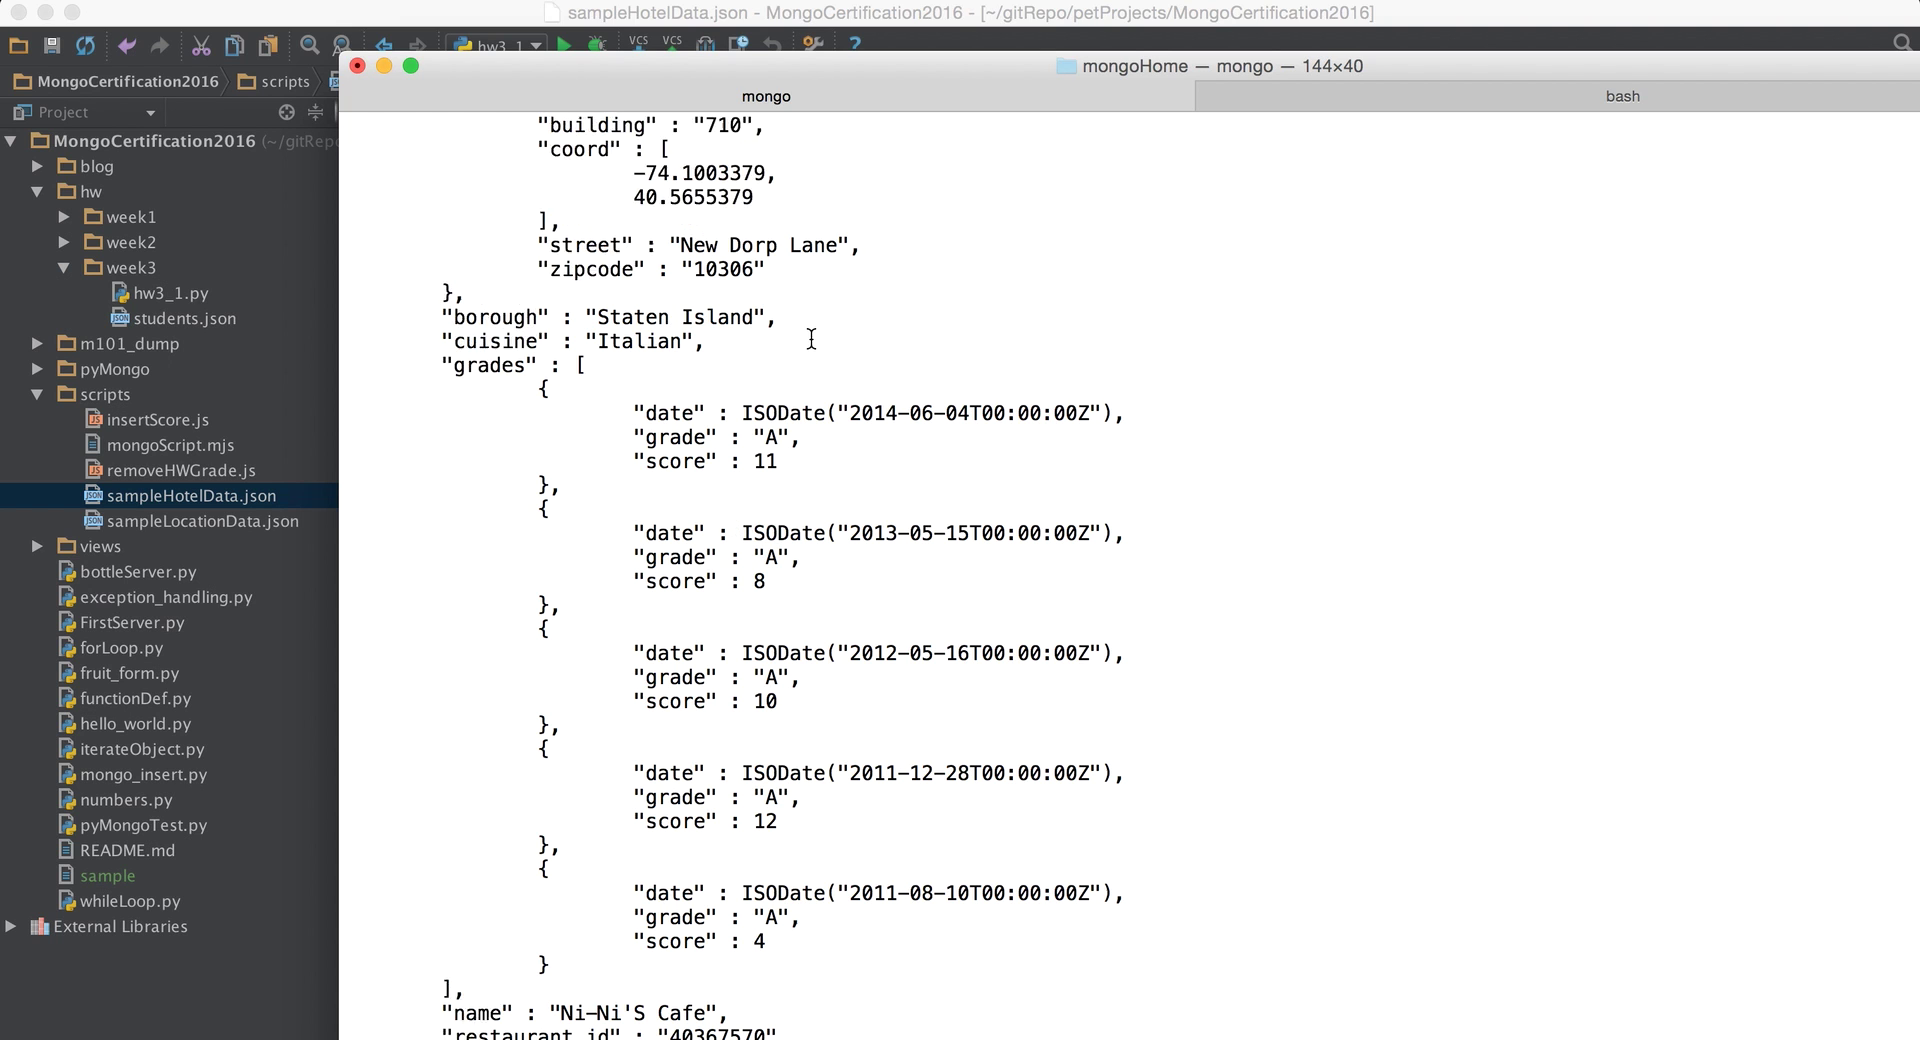 sampleHotelData.json - MongoCertification2016 - [~/gitRepo/petProjects/MongoCertification2016]
hw3_1
VCS
VCS
?
MongoCertification2016
scripts
mongoHome — mongo — 144×40
Project
mongo
bash
MongoCertification2016 (~/gitRepo
blog
hw
week1
week2
week3
hw3_1.py
students.json
m101_dump
pyMongo
scripts
insertScore.js
mongoScript.mjs
removeHWGrade.js
sampleHotelData.json
sampleLocationData.json
views
bottleServer.py
exception_handling.py
FirstServer.py
forLoop.py
fruit_form.py
functionDef.py
hello_world.py
iterateObject.py
mongo_insert.py
numbers.py
pyMongoTest.py
README.md
sample
whileLoop.py
External Libraries
"building" : "710",
"coord" : [
-74.1003379,
40.5655379
],
"street" : "New Dorp Lane",
"zipcode" : "10306"
},
"borough" : "Staten Island",
"cuisine" : "Italian",
"grades" : [
{
"date" : ISODate("2014-06-04T00:00:00Z"),
"grade" : "A",
"score" : 11
},
{
"date" : ISODate("2013-05-15T00:00:00Z"),
"grade" : "A",
"score" : 8
},
{
"date" : ISODate("2012-05-16T00:00:00Z"),
"grade" : "A",
"score" : 10
},
{
"date" : ISODate("2011-12-28T00:00:00Z"),
"grade" : "A",
"score" : 12
},
{
"date" : ISODate("2011-08-10T00:00:00Z"),
"grade" : "A",
"score" : 4
}
],
"name" : "Ni-Ni'S Cafe",
"restaurant_id" : "40367570"